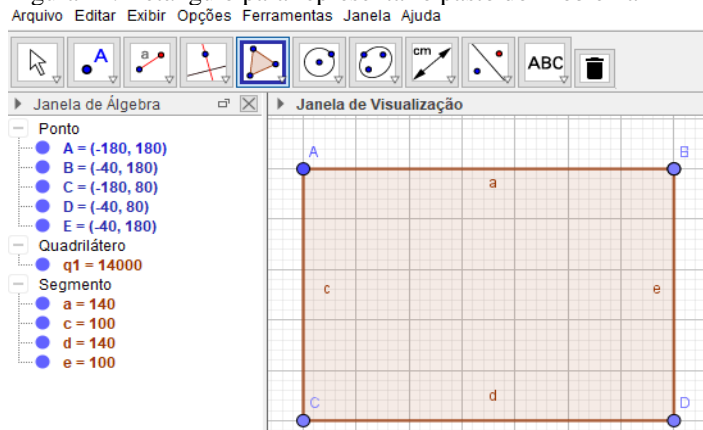 Arquivo Editar Exibir Opções Ferramentas Janela Ajuda
A a cm ABC
Janela de Álgebra
Janela de Visualização
Ponto
A = (-180, 180)
B = (-40, 180)
C = (-180, 80)
D = (-40, 80)
E = (-40, 180)
Quadrilátero
q1 = 14000
Segmento
a = 140
c = 100
d = 140
e = 100
A
B
a
c
e
d
C
D